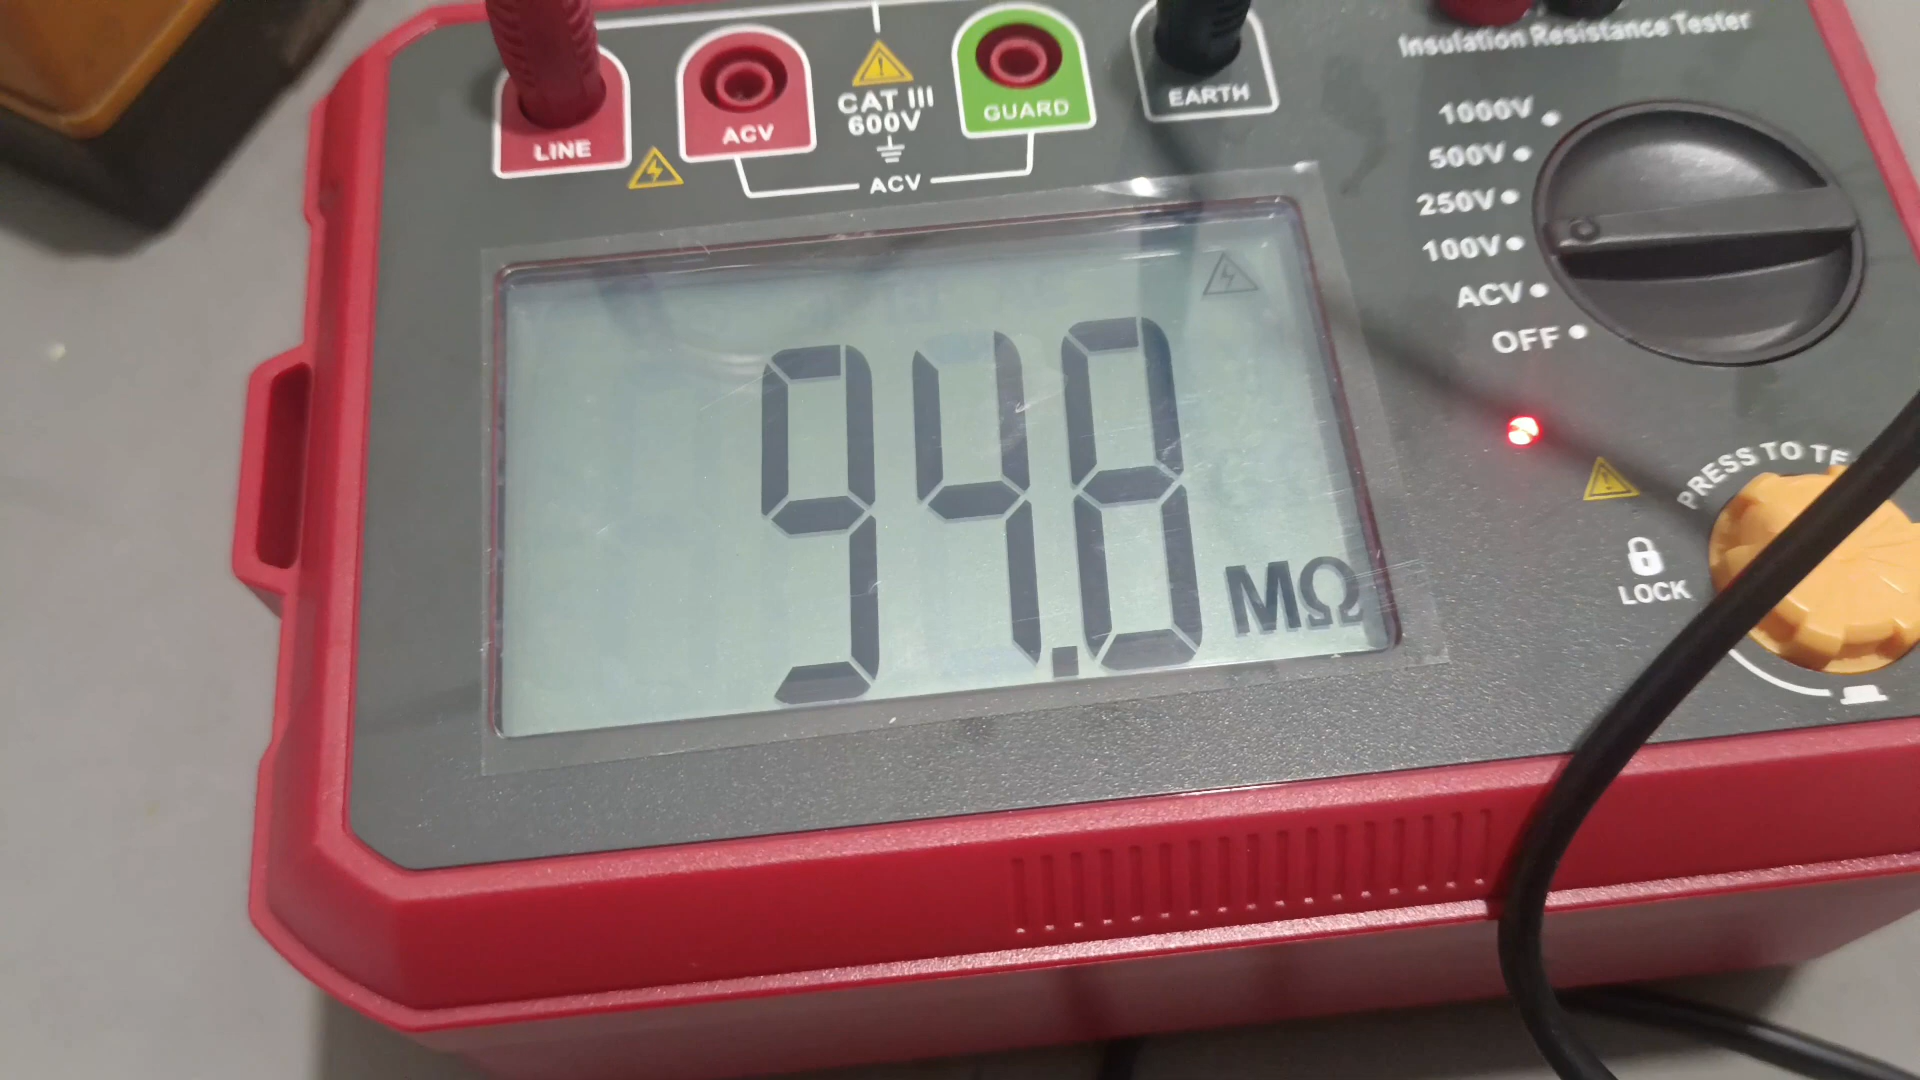 Insulation Resistance Tester
LINE
ACV
CAT III
600V
GUARD
EARTH
ACV
1000V
500V
250V
100V
ACV
OFF
94.8 MΩ
PRESS TO TE
LOCK